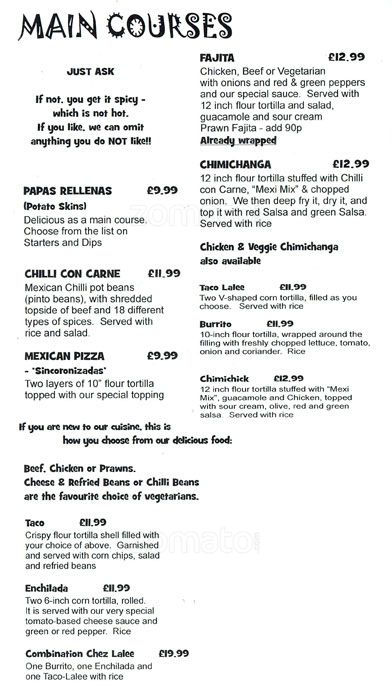 MAIN COURSES
JUST ASK
If not, you get it spicy -
which is not hot.
If you like, we can omit
anything you do NOT like!!
PAPAS RELLENAS £9,99
(Potato Skins)
Delicious as a main course.
Choose from the list on
Starters and Dips
CHILLI CON CARNE £11.99
Mexican Chilli pot beans
(pinto beans), with shredded
topside of beef and 18 different
types of spices. Served with
rice and salad.
MEXICAN PIZZA £9.99
- "Sincoronizadas"
Two layers of 10" flour tortilla
topped with our special topping
FAJITA £12.99
Chicken, Beef or Vegetarian
with onions and red & green peppers
and our special sauce. Served with
12 inch flour tortilla and salad,
guacamole and sour cream
Prawn Fajita - add 90p
Already wrapped
CHIMICHANGA £12.99
12 inch flour tortilla stuffed with Chilli
con Carne, "Mexi Mix" & chopped
onion. We then deep fry it, dry it, and
top it with red Salsa and green Salsa.
Served with rice
Chicken & Veggie Chimichanga
also available
Taco Lalee £11.99
Two V-shaped corn tortilla, filled as you
choose. Served with rice
Burrito £11.99
10-inch flour tortilla, wrapped around the
filling with freshly chopped lettuce, tomato,
onion and coriander. Rice
Chimichick £12.99
12 inch flour tortilla stuffed with "Mexi
Mix", guacamole and Chicken, topped
with sour cream, olive, red and green
salsa. Served with rice
If you are new to our cuisine, this is
how you choose from our delicious food:
Beef, Chicken or Prawns.
Cheese & Refried Beans or Chilli Beans
are the favourite choice of vegetarians.
Taco £11.99
Crispy flour tortilla shell filled with
your choice of above. Garnished
and served with corn chips, salad
and refried beans
Enchilada £11.99
Two 6-inch corn tortilla, rolled.
It is served with our very special
tomato-based cheese sauce and
green or red pepper. Rice
Combination Chez Lalee £19.99
One Burrito, one Enchilada and
one Taco-Lalee with rice
zomato
zomato